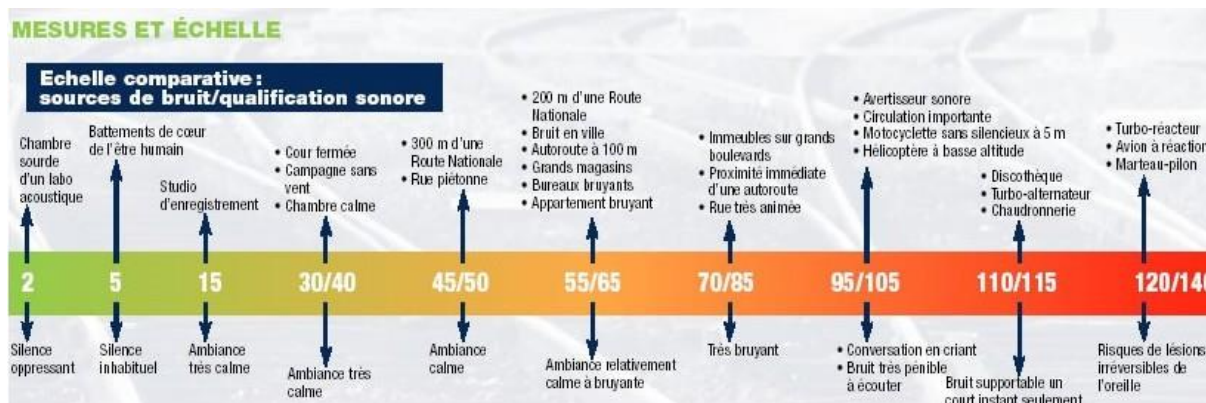 MESURES ET ÉCHELLE
Echelle comparative :
sources de bruit/qualification sonore
Chambre
sourde
d'un labo
acoustique
Battements de cœur
de l'être humain
Studio
d'enregistrement
• Cour fermée
• Campagne sans
vent
• Chambre calme
• 300 m d'une
Route Nationale
• Rue piétonne
• 200 m d'une Route
Nationale
• Bruit en ville
• Autoroute à 100 m
• Grands magasins
• Bureaux bruyants
• Appartement bruyant
• Immeubles sur grands
boulevards
• Proximité immédiate
d'une autoroute
• Rue très animée
• Avertisseur sonore
• Circulation importante
• Motocyclette sans silencieux à 5 m
• Hélicoptère à basse altitude
• Discothèque
• Turbo-alternateur
• Chaudronnerie
• Turbo-réacteur
• Avion à réaction
• Marteau-pilon
2
5
15
30/40
45/50
55/65
70/85
95/105
110/115
120/140
Silence
oppressant
Silence
inhabituel
Ambiance
très calme
Ambiance très
calme
Ambiance
calme
Ambiance relativement
calme à bruyante
Très bruyant
• Conversation en criant
• Bruit très pénible
à écouter
Bruit supportable un
court instant seulement
Risques de lésions
irréversibles de
l'oreille